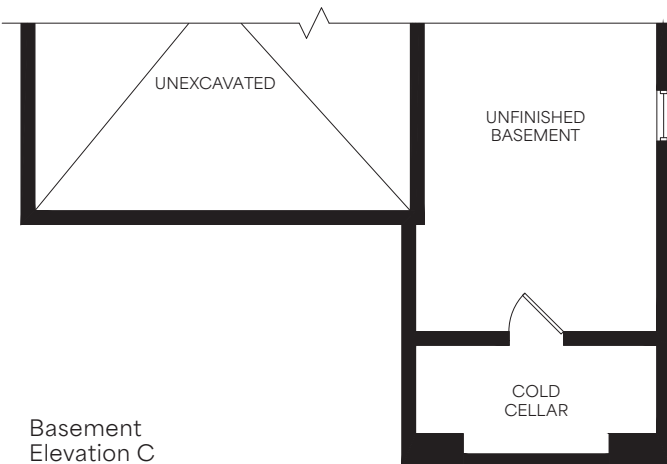 UNEXCAVATED
UNFINISHED
BASEMENT
COLD
CELLAR
Basement
Elevation C